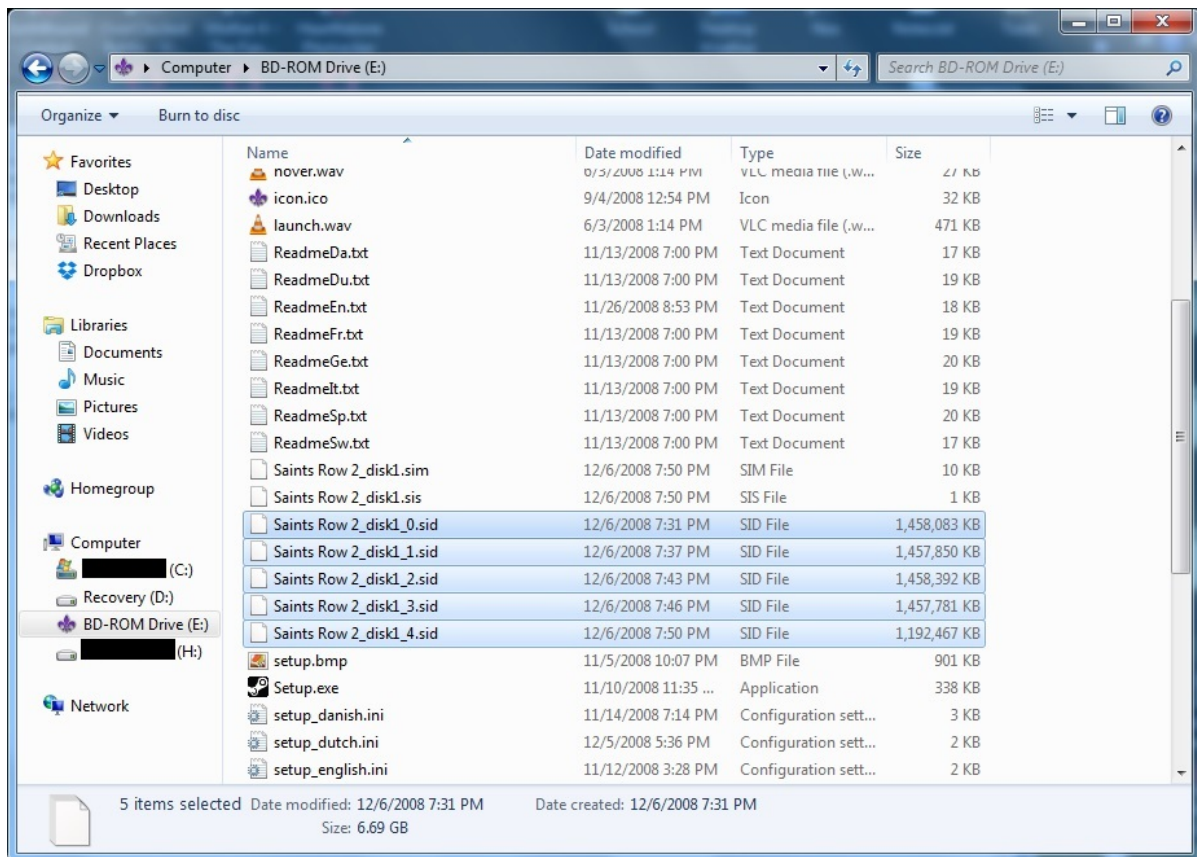 Computer ▸ BD-ROM Drive (E:)
Search BD-ROM Drive (E:)
Organize
Burn to disc
Favorites
Desktop
Downloads
Recent Places
Dropbox
Libraries
Documents
Music
Pictures
Videos
Homegroup
Computer
(C:)
Recovery (D:)
BD-ROM Drive (E:)
(H:)
Network
Name Date modified Type Size
hover.wav 6/3/2008 1:14 PM VLC media file (.w... 27 KB
icon.ico 9/4/2008 12:54 PM Icon 32 KB
launch.wav 6/3/2008 1:14 PM VLC media file (.w... 471 KB
ReadmeDa.txt 11/13/2008 7:00 PM Text Document 17 KB
ReadmeDu.txt 11/13/2008 7:00 PM Text Document 19 KB
ReadmeEn.txt 11/26/2008 8:53 PM Text Document 18 KB
ReadmeFr.txt 11/13/2008 7:00 PM Text Document 19 KB
ReadmeGe.txt 11/13/2008 7:00 PM Text Document 20 KB
ReadmeIt.txt 11/13/2008 7:00 PM Text Document 19 KB
ReadmeSp.txt 11/13/2008 7:00 PM Text Document 20 KB
ReadmeSw.txt 11/13/2008 7:00 PM Text Document 17 KB
Saints Row 2_disk1.sim 12/6/2008 7:50 PM SIM File 10 KB
Saints Row 2_disk1.sis 12/6/2008 7:50 PM SIS File 1 KB
Saints Row 2_disk1_0.sid 12/6/2008 7:31 PM SID File 1,458,083 KB
Saints Row 2_disk1_1.sid 12/6/2008 7:37 PM SID File 1,457,850 KB
Saints Row 2_disk1_2.sid 12/6/2008 7:43 PM SID File 1,458,392 KB
Saints Row 2_disk1_3.sid 12/6/2008 7:46 PM SID File 1,457,781 KB
Saints Row 2_disk1_4.sid 12/6/2008 7:50 PM SID File 1,192,467 KB
setup.bmp 11/5/2008 10:07 PM BMP File 901 KB
Setup.exe 11/10/2008 11:35 ... Application 338 KB
setup_danish.ini 11/14/2008 7:14 PM Configuration sett... 3 KB
setup_dutch.ini 12/5/2008 5:36 PM Configuration sett... 2 KB
setup_english.ini 11/12/2008 3:28 PM Configuration sett... 2 KB
5 items selected Date modified: 12/6/2008 7:31 PM Date created: 12/6/2008 7:31 PM
Size: 6.69 GB